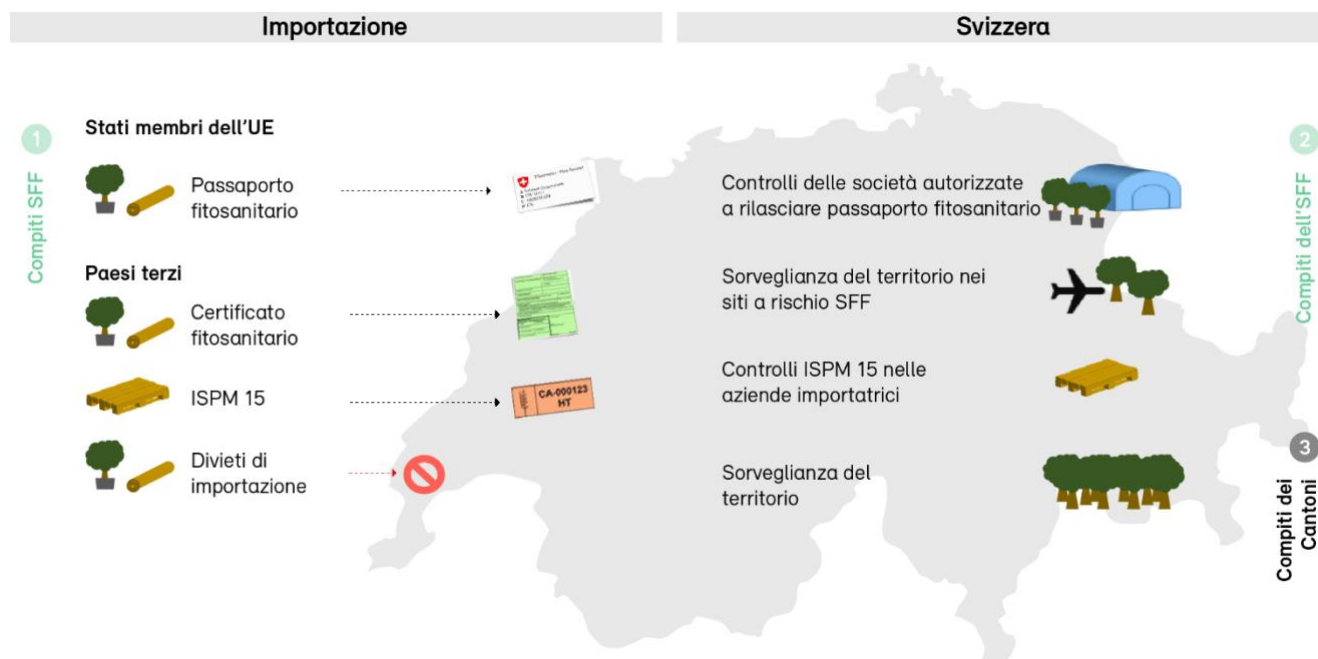 Importazione
Svizzera
1
Compiti SFF
Stati membri dell'UE
Passaporto
fitosanitario
Paesi terzi
Certificato
fitosanitario
ISPM 15
CA-000123
HT
Divieti di
importazione
2
Compiti dell'SFF
Controlli delle società autorizzate
a rilasciare passaporto fitosanitario
Sorveglianza del territorio nei
siti a rischio SFF
Controlli ISPM 15 nelle
aziende importatrici
3
Compiti dei
Cantoni
Sorveglianza del
territorio